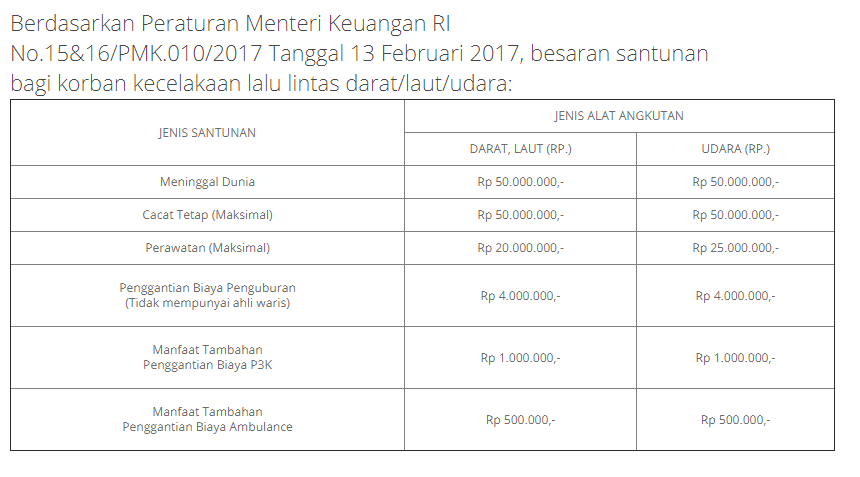 Berdasarkan Peraturan Menteri Keuangan RI
No.15&16/PMK.010/2017 Tanggal 13 Februari 2017, besaran santunan
bagi korban kecelakaan lalu lintas darat/laut/udara:
JENIS SANTUNAN
JENIS ALAT ANGKUTAN
DARAT, LAUT (RP.)
UDARA (RP.)
Meninggal Dunia
Rp 50.000.000,-
Rp 50.000.000,-
Cacat Tetap (Maksimal)
Rp 50.000.000,-
Rp 50.000.000,-
Perawatan (Maksimal)
Rp 20.000.000,-
Rp 25.000.000,-
Penggantian Biaya Penguburan
(Tidak mempunyai ahli waris)
Rp 4.000.000,-
Rp 4.000.000,-
Manfaat Tambahan
Penggantian Biaya P3K
Rp 1.000.000,-
Rp 1.000.000,-
Manfaat Tambahan
Penggantian Biaya Ambulance
Rp 500.000,-
Rp 500.000,-